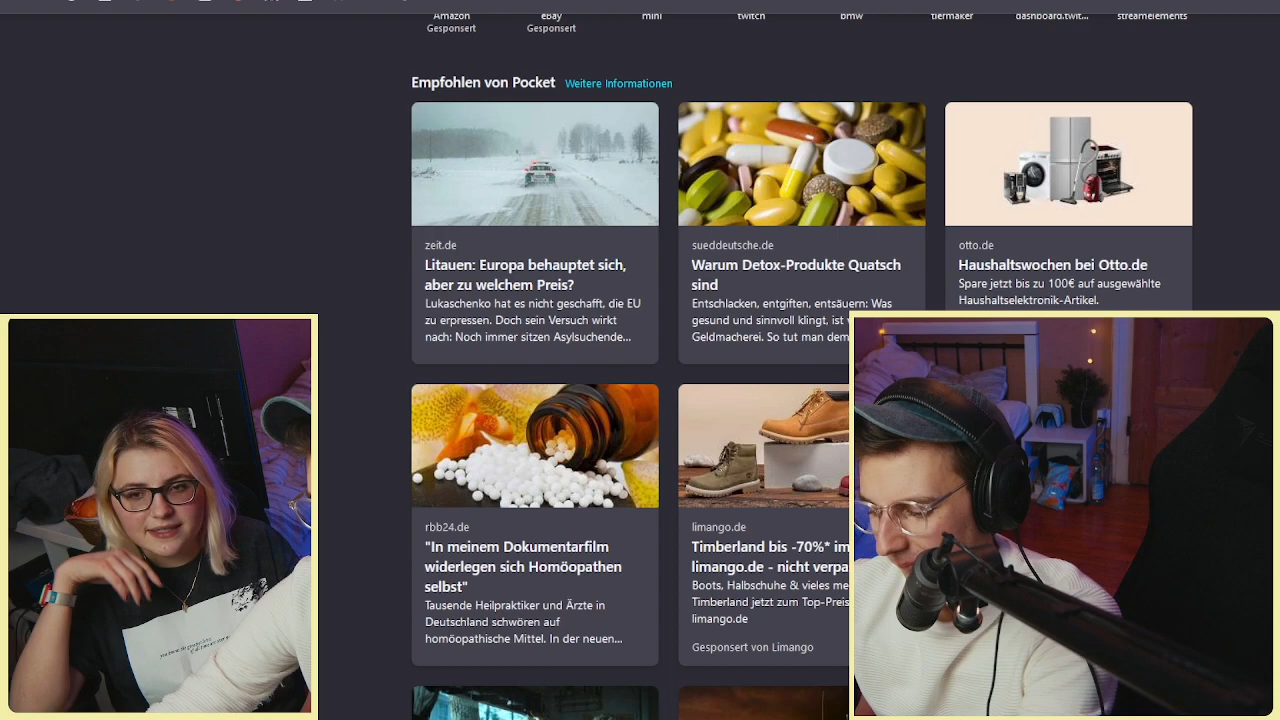 Amazon
eBay
mini
twitch
bmw
tiermaker
dashboard.twit...
streamelements
Gesponsert
Gesponsert
Empfohlen von Pocket Weitere Informationen
zeit.de
Litauen: Europa behauptet sich,
aber zu welchem Preis?
Lukaschenko hat es nicht geschafft, die EU
zu erpressen. Doch sein Versuch wirkt
nach: Noch immer sitzen Asylsuchende...
sueddeutsche.de
Warum Detox-Produkte Quatsch
sind
Entschlacken, entgiften, entsäuern: Was
gesund und sinnvoll klingt, ist
Geldmacherei. So tut man dem
otto.de
Haushaltswochen bei Otto.de
Spare jetzt bis zu 100€ auf ausgewählte
Haushaltselektronik-Artikel.
rbb24.de
"In meinem Dokumentarfilm
widerlegen sich Homöopathen
selbst"
Tausende Heilpraktiker und Ärzte in
Deutschland schwören auf
homöopathische Mittel. In der neuen...
limango.de
Timberland bis -70%* im
limango.de - nicht verpa
Boots, Halbschuhe & vieles me
Timberland jetzt zum Top-Preis
limango.de
Gesponsert von Limango